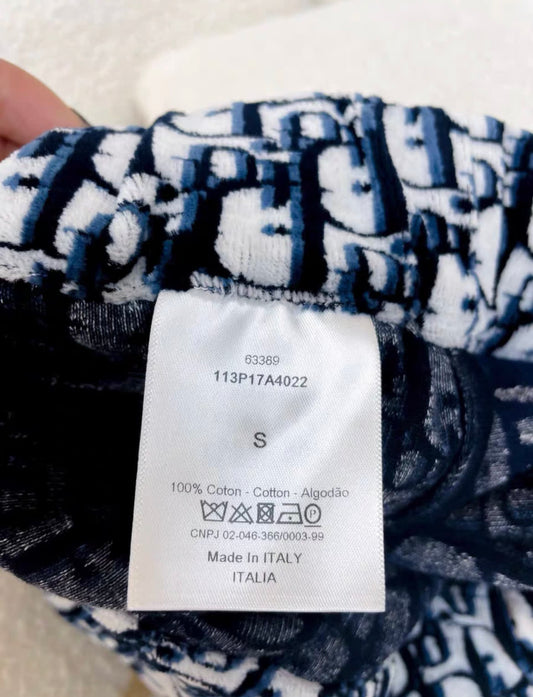 63389
113P17A4022
S
100% Coton - Cotton - Algodão
P
CNPJ 02-046-366/0003-99
Made In ITALY
ITALIA